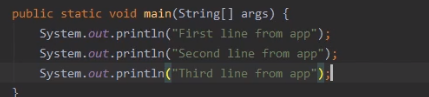 public static void main(String[] args) {
    System.out.println("First line from app");
    System.out.println("Second line from app");
    System.out.println("Third line from app");
}